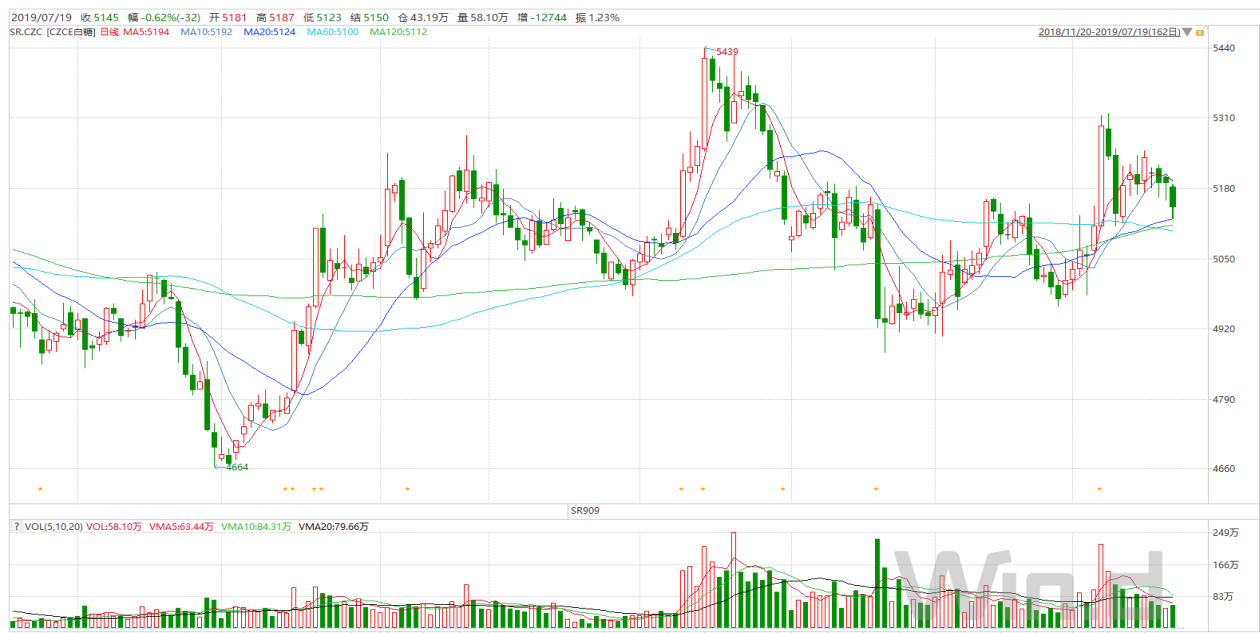 2019/07/19 收 5145 幅 -0.62%(-32) 开 5181 高 5187 低 5123 结 5150 仓 43.19万 量 58.10万 增 -12744 振 1.23%
SR.CZC [CZCE白糖] 日线 MA5:5194 MA10:5192 MA20:5124 MA60:5100 MA120:5112 2018/11/20-2019/07/19(162日)
5440
5439
5310
5180
5050
4920
4790
4664
4660
SR909
? VOL(5,10,20) VOL:58.10万 VMA5:63.44万 VMA10:84.31万 VMA20:79.66万
249万
166万
83万
Wind